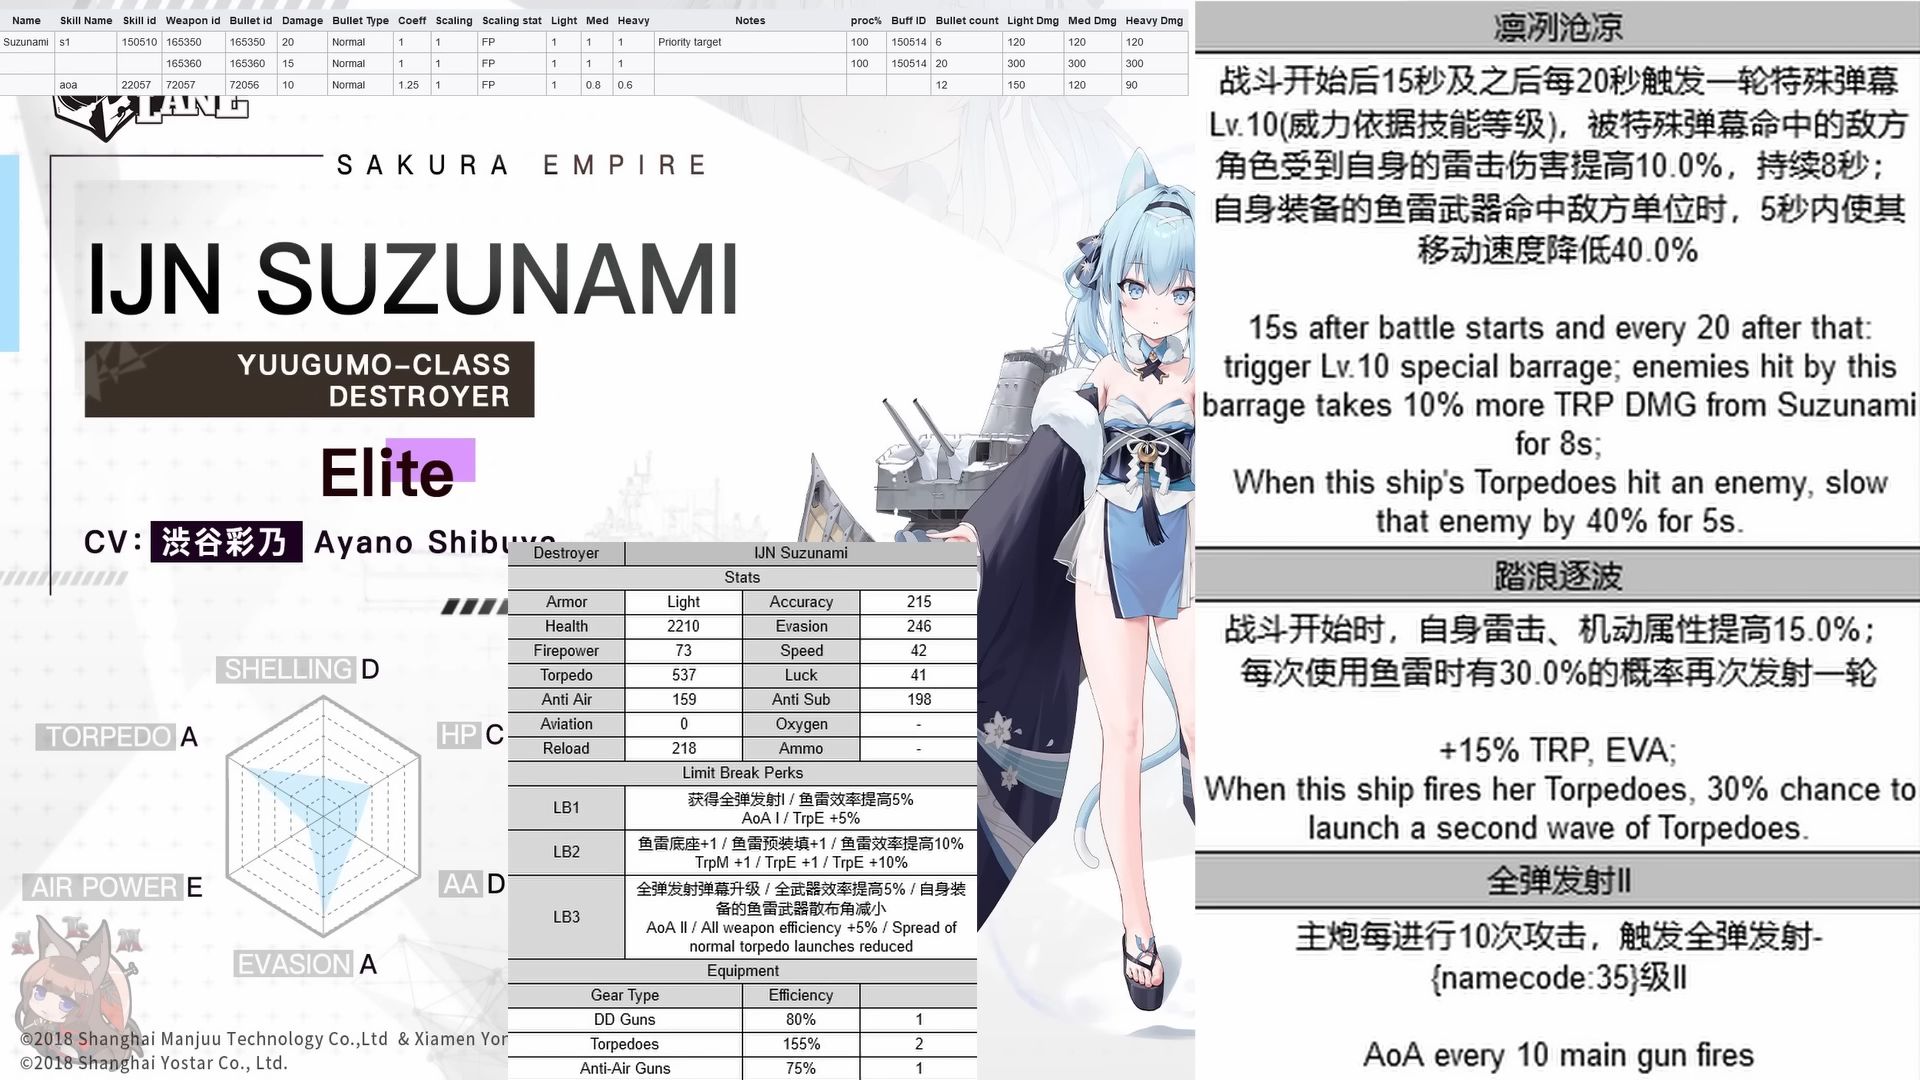 Name Skill Name Skill id Weapon id Bullet id Damage Bullet Type Coeff Scaling Scaling stat Light Med Heavy Notes proc% Buff ID Bullet count Light Dmg Med Dmg Heavy Dmg
Suzunami s1 150510 165350 165350 20 Normal 1 1 FP 1 1 1 Priority target 100 150514 6 120 120 120
165360 165360 15 Normal 1 1 FP 1 1 1 100 150514 20 300 300 300
aoa 22057 72057 72056 10 Normal 1.25 1 FP 1 0.8 0.6 12 150 120 90
LANE
SAKURA EMPIRE
IJN SUZUNAMI
YUUGUMO-CLASS
DESTROYER
Elite
CV: 渋谷彩乃 Ayano Shibuya
SHELLING D
TORPEDO A
HP C
AIR POWER E
AA D
EVASION A
©2018 Shanghai Manjuu Technology Co.,Ltd & Xiamen Yon
©2018 Shanghai Yostar Co., Ltd.
Destroyer IJN Suzunami
Stats
Armor Light Accuracy 215
Health 2210 Evasion 246
Firepower 73 Speed 42
Torpedo 537 Luck 41
Anti Air 159 Anti Sub 198
Aviation 0 Oxygen -
Reload 218 Ammo -
Limit Break Perks
LB1 获得全弹发射I / 鱼雷效率提高5%
AoA I / TrpE +5%
LB2 鱼雷底座+1 / 鱼雷预装填+1 / 鱼雷效率提高10%
TrpM +1 / TrpE +1 / TrpE +10%
LB3 全弹发射弹幕升级 / 全武器效率提高5% / 自身装
备的鱼雷武器散布角减小
AoA II / All weapon efficiency +5% / Spread of
normal torpedo launches reduced
Equipment
Gear Type Efficiency
DD Guns 80% 1
Torpedoes 155% 2
Anti-Air Guns 75% 1
凛冽沧凉
战斗开始后15秒及之后每20秒触发一轮特殊弹幕
Lv.10(威力依据技能等级)，被特殊弹幕命中的敌方
角色受到自身的雷击伤害提高10.0%，持续8秒；
自身装备的鱼雷武器命中敌方单位时，5秒内使其
移动速度降低40.0%
15s after battle starts and every 20 after that:
trigger Lv.10 special barrage; enemies hit by this
barrage takes 10% more TRP DMG from Suzunami
for 8s;
When this ship's Torpedoes hit an enemy, slow
that enemy by 40% for 5s.
踏浪逐波
战斗开始时，自身雷击、机动属性提高15.0%；
每次使用鱼雷时有30.0%的概率再次发射一轮
+15% TRP, EVA;
When this ship fires her Torpedoes, 30% chance to
launch a second wave of Torpedoes.
全弹发射II
主炮每进行10次攻击，触发全弹发射-
{namecode:35}级II
AoA every 10 main gun fires